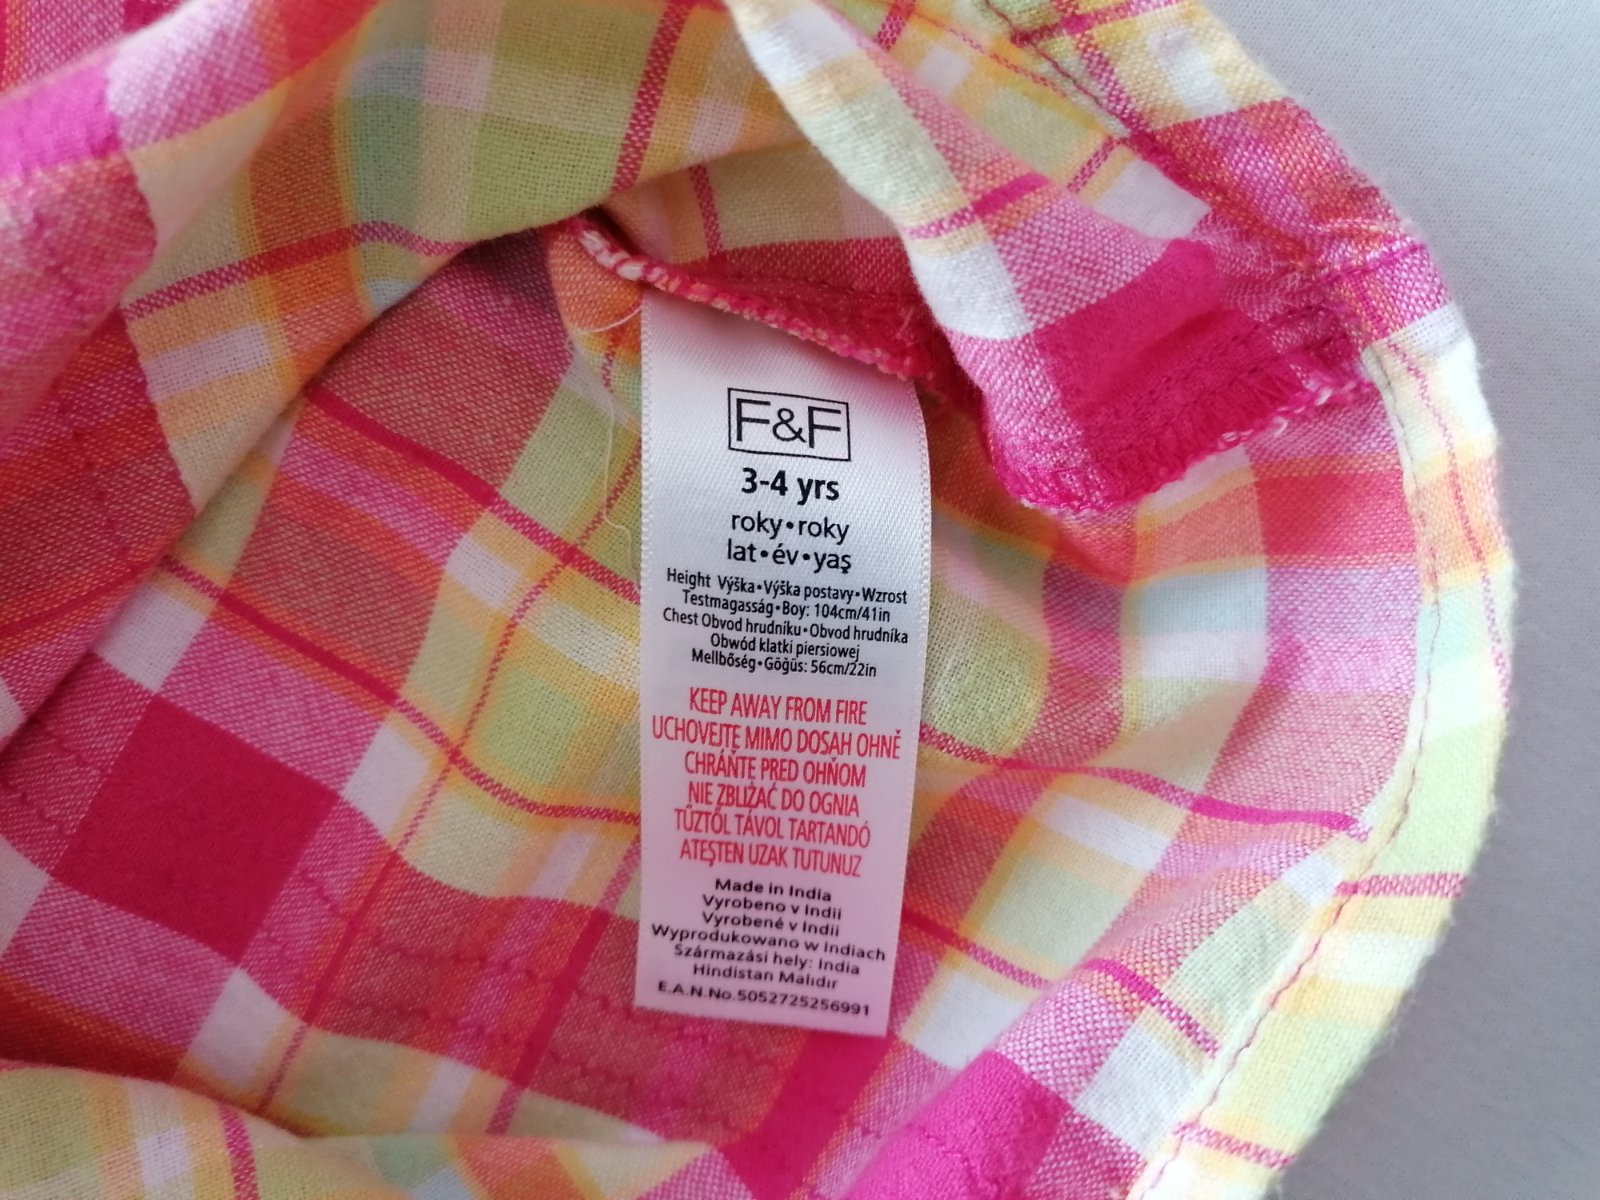 F&F
3-4 yrs
roky•roky
lat•év•yaş
Height Výška•Výška postavy•Wzrost
Testmagasság•Boy: 104cm/41in
Chest Obvod hrudníku•Obvod hrudníka
Obwód klatki piersiowej
Mellbőség•Göğüs: 56cm/22in
KEEP AWAY FROM FIRE
UCHOVEJTE MIMO DOSAH OHNĚ
CHRÁŇTE PRED OHŇOM
NIE ZBLIŻAĆ DO OGNIA
TŰZTŐL TÁVOL TARTANDÓ
ATEŞTEN UZAK TUTUNUZ
Made in India
Vyrobeno v Indii
Vyrobené v Indii
Wyprodukowano w Indiach
Származási hely: India
Hindistan Malıdır
E.A.N.No.5052725256991